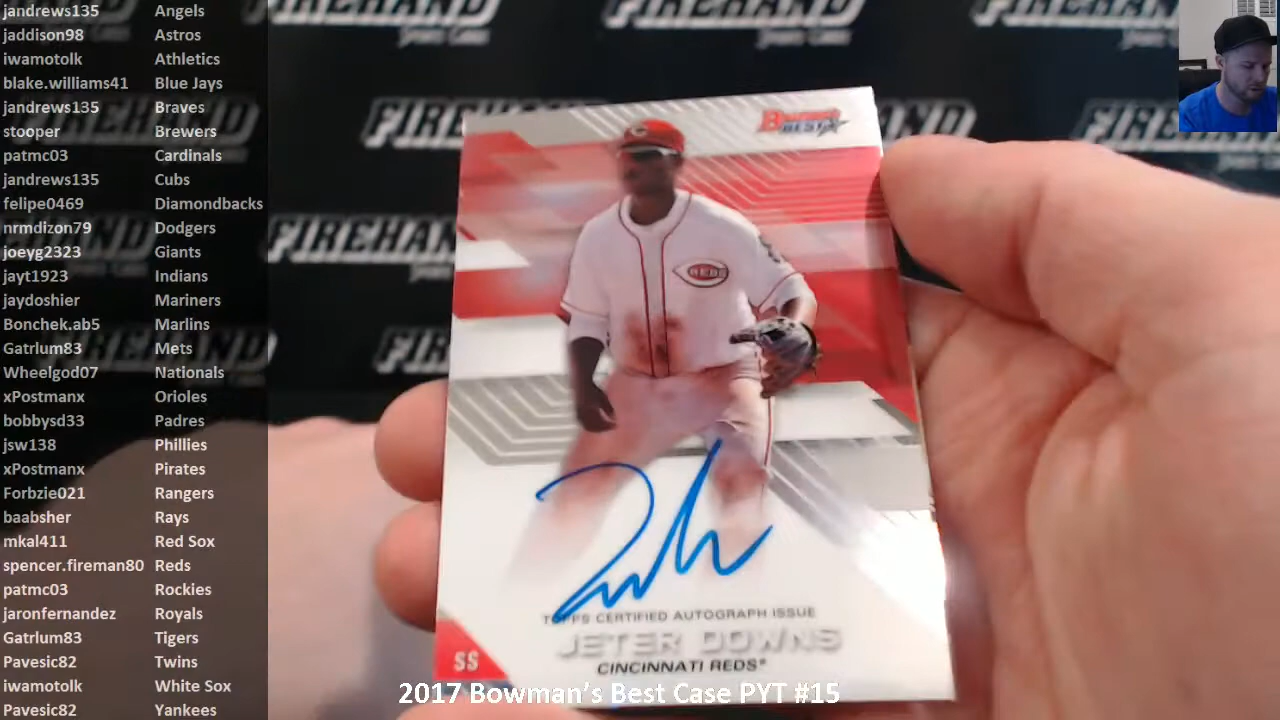 jandrews135 Angels
jaddison98 Astros
iwamotolk Athletics
blake.williams41 Blue Jays
jandrews135 Braves
stooper Brewers
patmc03 Cardinals
jandrews135 Cubs
felipe0469 Diamondbacks
nrmdizon79 Dodgers
joeyg2323 Giants
jayt1923 Indians
jaydoshier Mariners
Bonchek.ab5 Marlins
Gatrlum83 Mets
Wheelgod07 Nationals
xPostmanx Orioles
bobbysd33 Padres
jsw138 Phillies
xPostmanx Pirates
Forbzie021 Rangers
baabsher Rays
mkal411 Red Sox
spencer.fireman80 Reds
patmc03 Rockies
jaronfernandez Royals
Gatrlum83 Tigers
Pavesic82 Twins
iwamotolk White Sox
Pavesic82 Yankees
FIREHAND
BOWMAN'S
BEST
C
REDS
TOPPS CERTIFIED AUTOGRAPH ISSUE
JETER DOWNS
CINCINNATI REDS®
SS
2017 Bowman's Best Case PYT #15